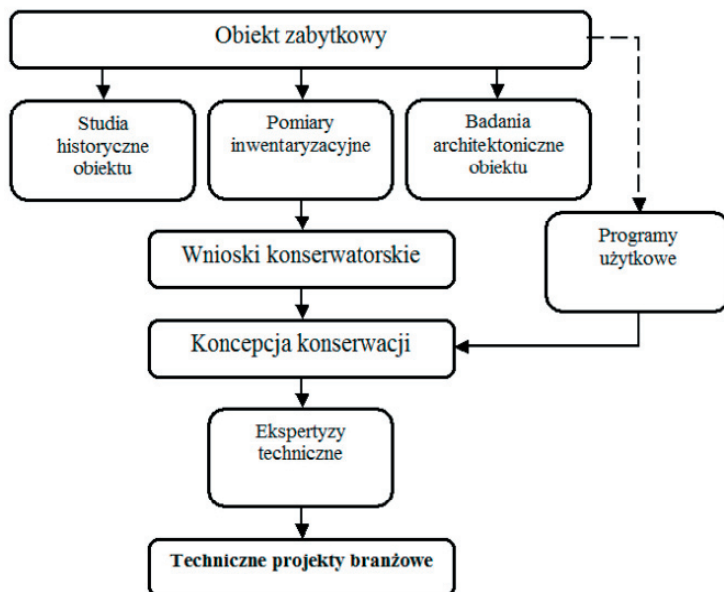 Obiekt zabytkowy
Studia
historyczne
obiektu
Pomiary
inwentaryzacyjne
Badania
architektoniczne
obiektu
Programy
użytkowe
Wnioski konserwatorskie
Koncepcja konserwacji
Ekspertyzy
techniczne
Techniczne projekty branżowe